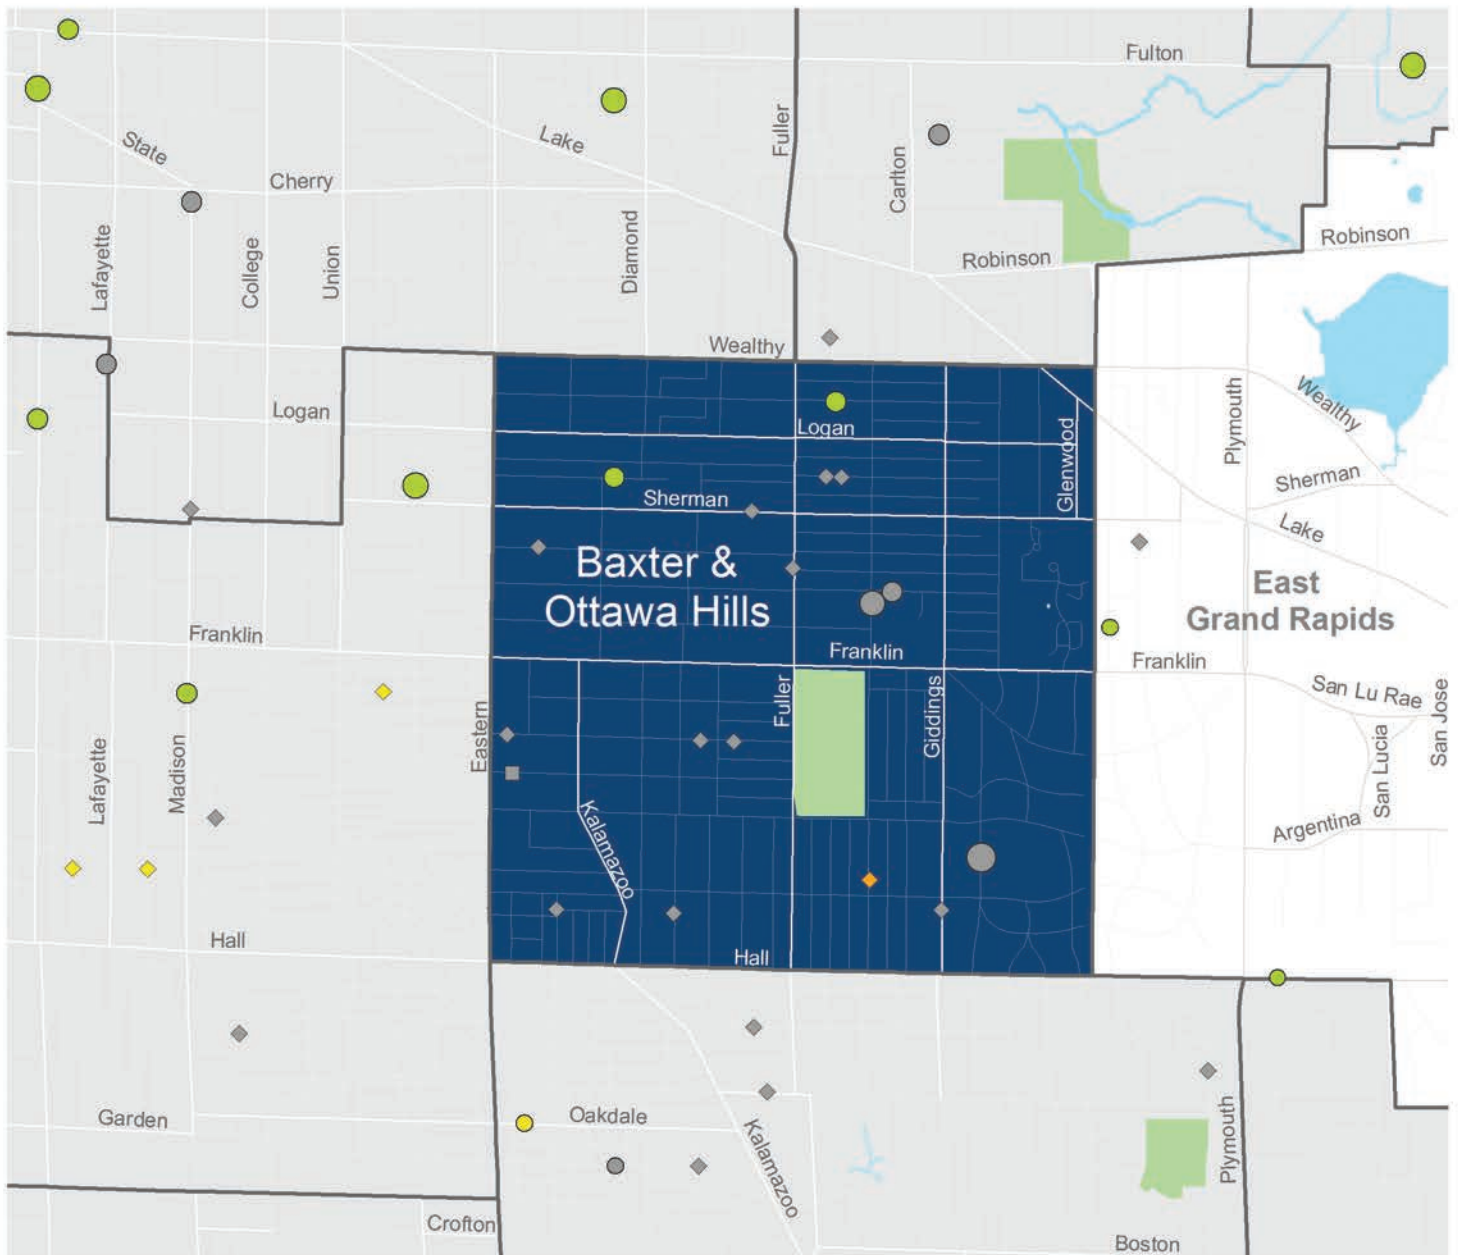 Fulton
State
Lake
Fuller
Carlton
Cherry
Lafayette
College
Union
Diamond
Robinson
Robinson
Wealthy
Logan
Logan
Glenwood
Plymouth
Wealthy
Sherman
Sherman
Lake
Baxter &
Ottawa Hills
East
Grand Rapids
Franklin
Franklin
Franklin
San Lu Rae
San Jose
San Lucia
Argentina
Eastern
Fuller
Giddings
Lafayette
Madison
Kalamazoo
Hall
Hall
Garden
Oakdale
Kalamazoo
Plymouth
Crofton
Boston